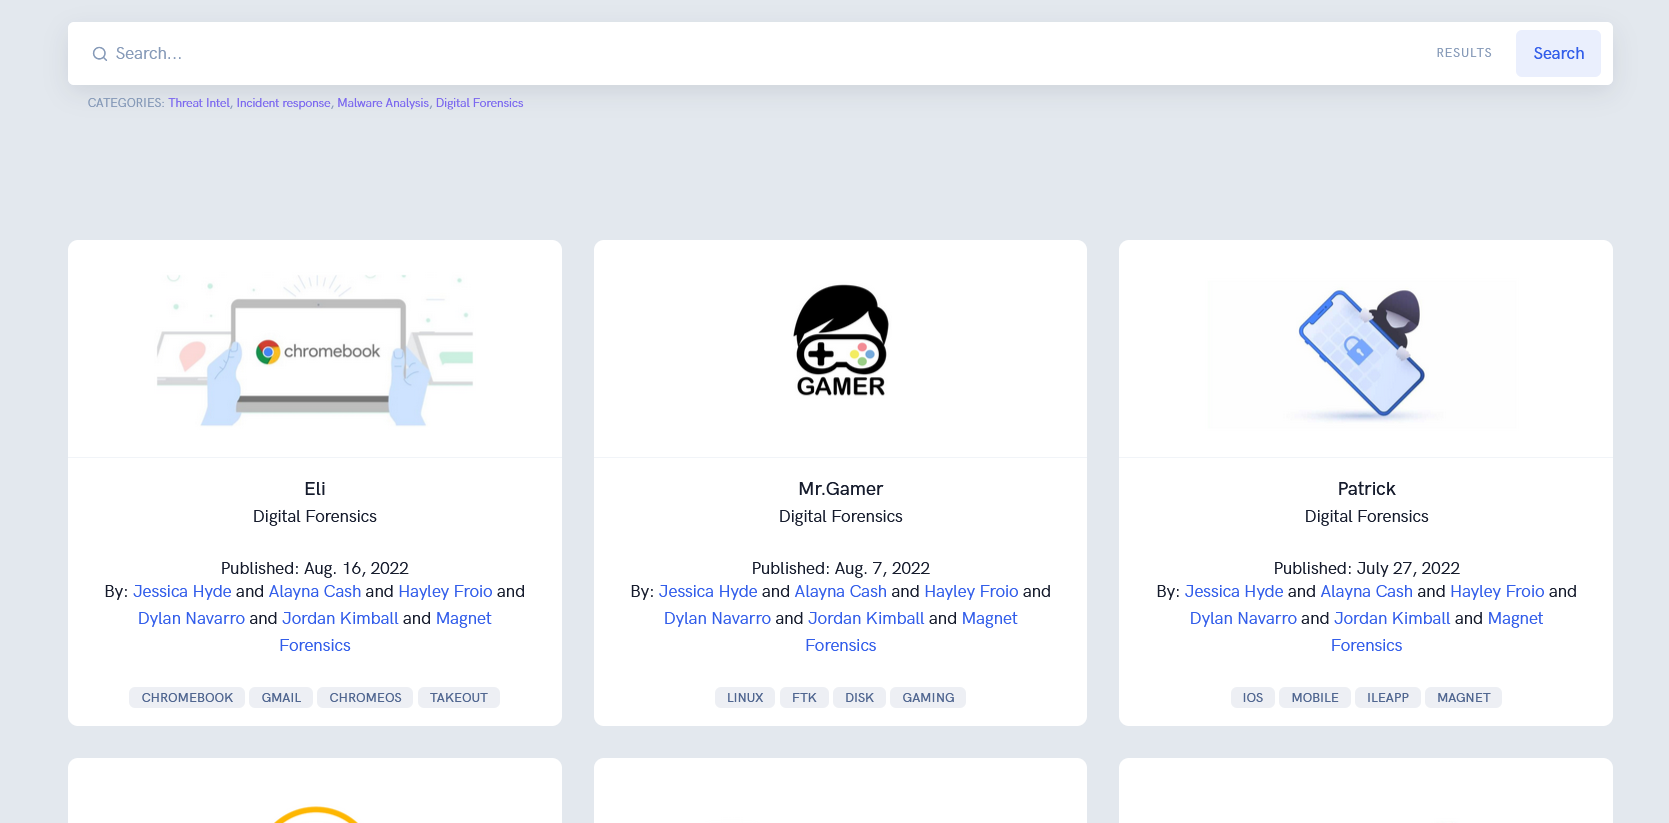 Search...
RESULTS
Search
CATEGORIES: Threat Intel, Incident response, Malware Analysis, Digital Forensics
chromebook
Eli
Digital Forensics
Published: Aug. 16, 2022
By: Jessica Hyde and Alayna Cash and Hayley Froio and
Dylan Navarro and Jordan Kimball and Magnet
Forensics
CHROMEBOOK GMAIL CHROMEOS TAKEOUT
GAMER
Mr.Gamer
Digital Forensics
Published: Aug. 7, 2022
By: Jessica Hyde and Alayna Cash and Hayley Froio and
Dylan Navarro and Jordan Kimball and Magnet
Forensics
LINUX FTK DISK GAMING
Patrick
Digital Forensics
Published: July 27, 2022
By: Jessica Hyde and Alayna Cash and Hayley Froio and
Dylan Navarro and Jordan Kimball and Magnet
Forensics
IOS MOBILE ILEAPP MAGNET